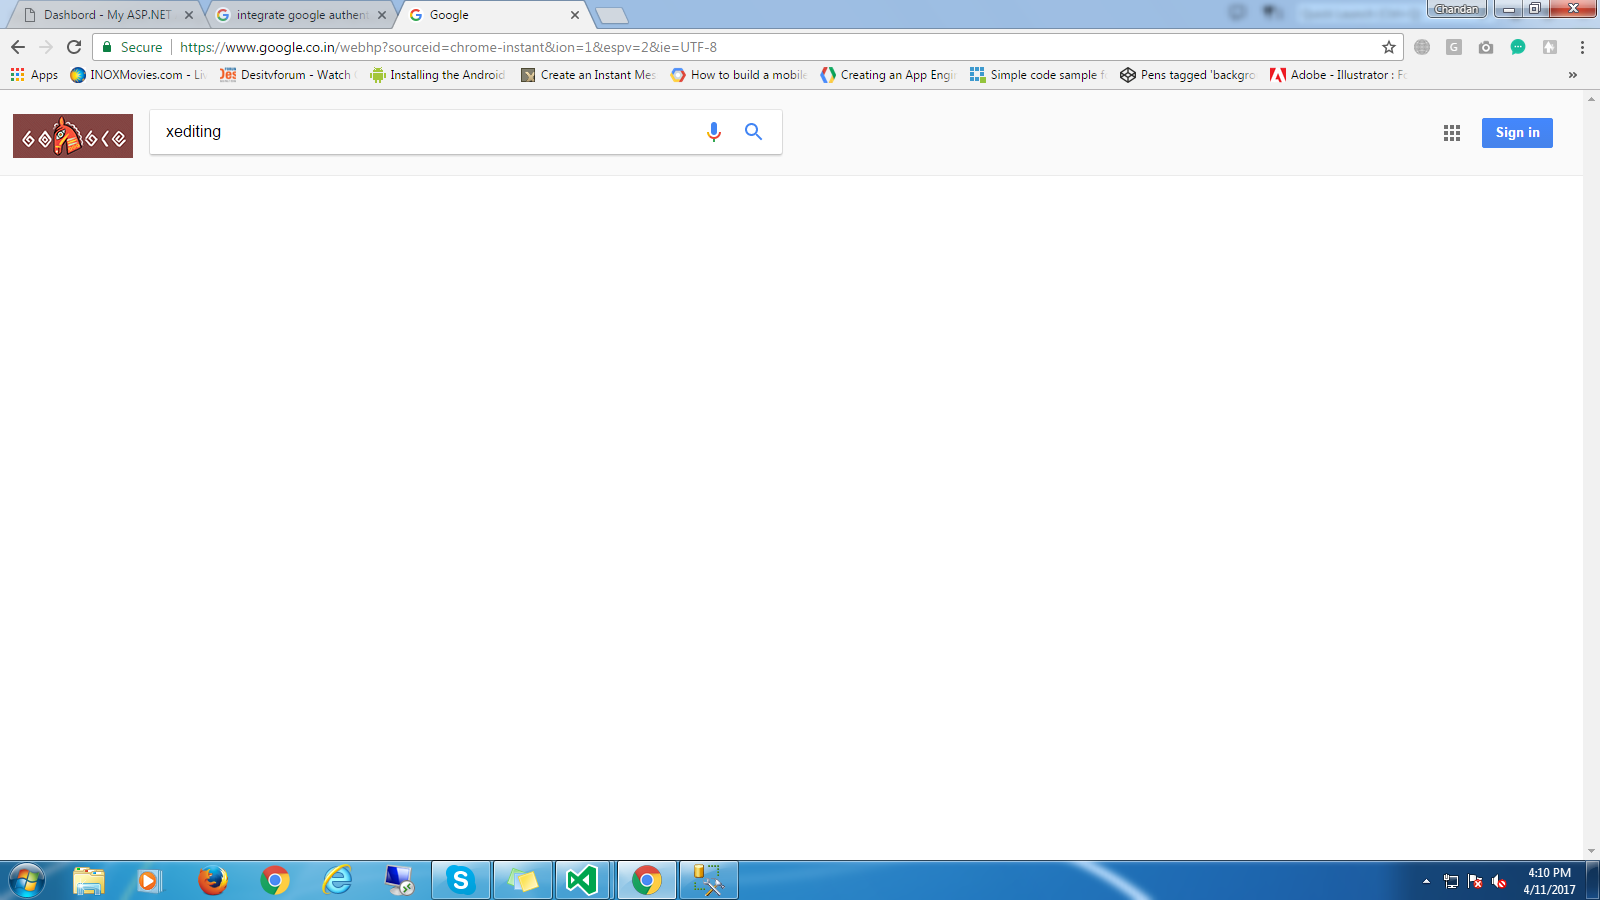 Dashbord - My ASP.NET
integrate google authent
Google
Chandan
Secure
https://www.google.co.in/webhp?sourceid=chrome-instant&ion=1&espv=2&ie=UTF-8
Apps
INOXMovies.com - Liv
Desitvforum - Watch
Installing the Android
Create an Instant Mes
How to build a mobile
Creating an App Engi
Simple code sample f
Pens tagged 'backgro
Adobe - Illustrator : Fo
»
xediting
Sign in
4:10 PM
4/11/2017